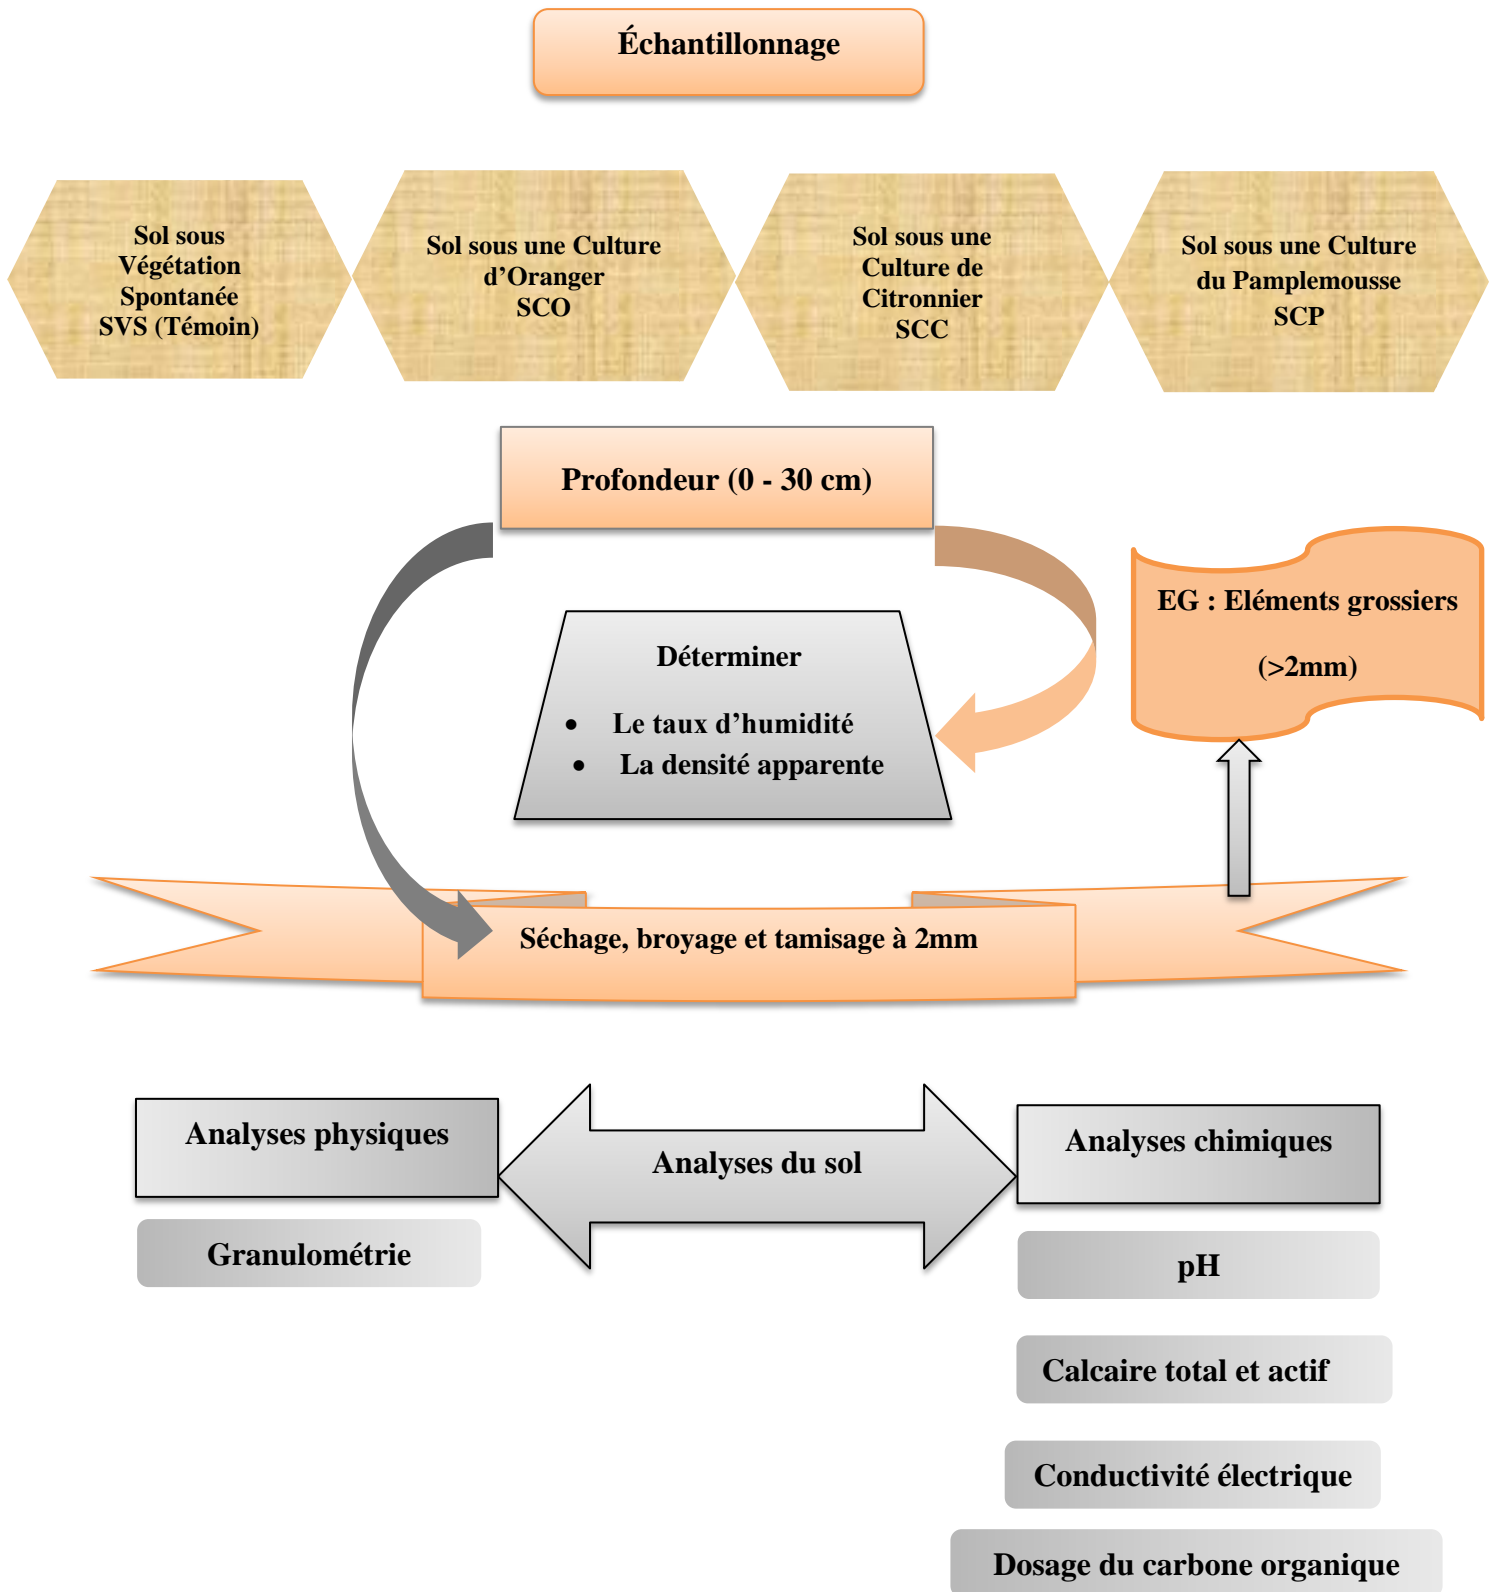 Échantillonnage
Sol sous
Végétation
Spontanée
SVS (Témoin)
Sol sous une Culture
d’Oranger
SCO
Sol sous une
Culture de
Citronnier
SCC
Sol sous une Culture
du Pamplemousse
SCP
Profondeur (0 - 30 cm)
EG : Eléments grossiers
(>2mm)
Déterminer
• Le taux d’humidité
• La densité apparente
Séchage, broyage et tamisage à 2mm
Analyses physiques
Analyses du sol
Analyses chimiques
Granulométrie
pH
Calcaire total et actif
Conductivité électrique
Dosage du carbone organique